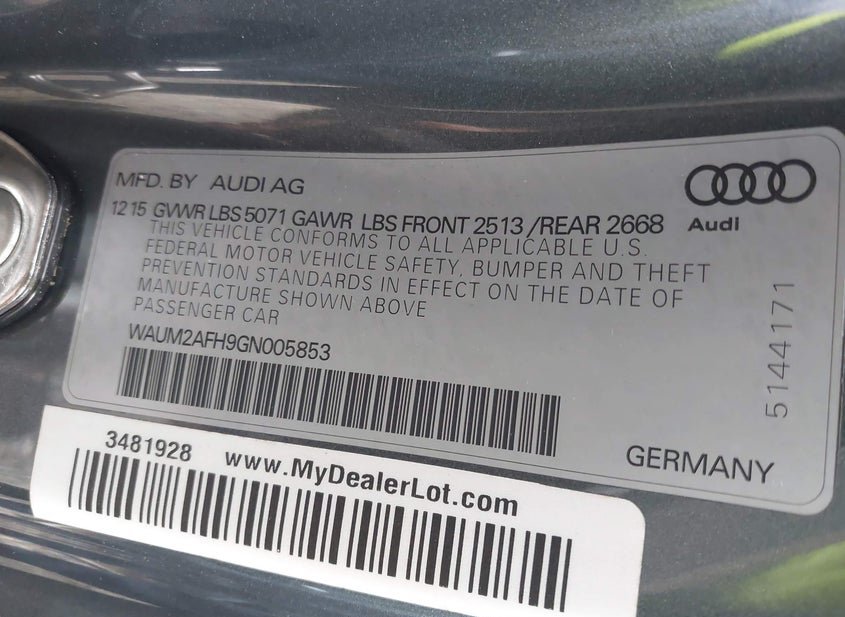 MFD. BY AUDI AG
Audi
12 15 GVWR LBS 5071 GAWR LBS FRONT 2513 /REAR 2668
THIS VEHICLE CONFORMS TO ALL APPLICABLE U.S.
FEDERAL MOTOR VEHICLE SAFETY, BUMPER AND THEFT
PREVENTION STANDARDS IN EFFECT ON THE DATE OF
MANUFACTURE SHOWN ABOVE
PASSENGER CAR
WAUM2AFH9GN005853
5144171
GERMANY
3481928 www.MyDealerLot.com